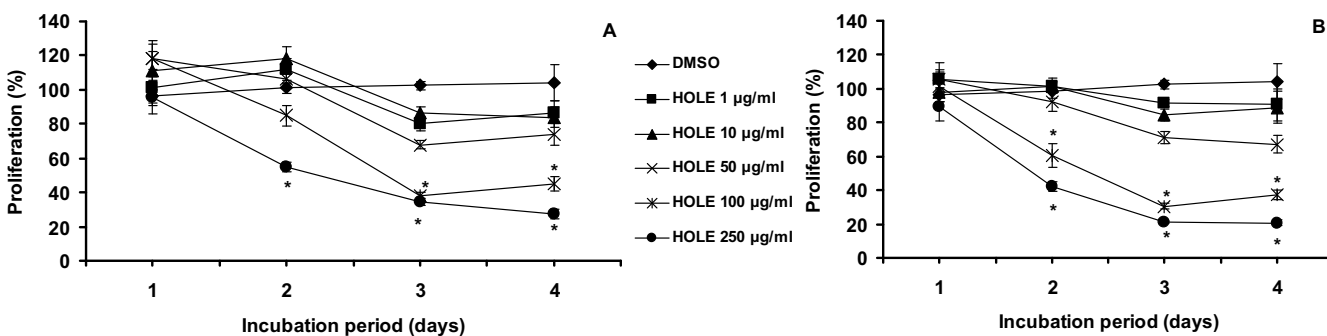 A
140
120
100
80
60
40
20
0
Proliferation (%)
1 2 3 4
Incubation period (days)
*
*
*
*
*
DMSO
HOLE 1 µg/ml
HOLE 10 µg/ml
HOLE 50 µg/ml
HOLE 100 µg/ml
HOLE 250 µg/ml
B
140
120
100
80
60
40
20
0
Proliferation (%)
1 2 3 4
Incubation period (days)
*
*
*
*
*
*